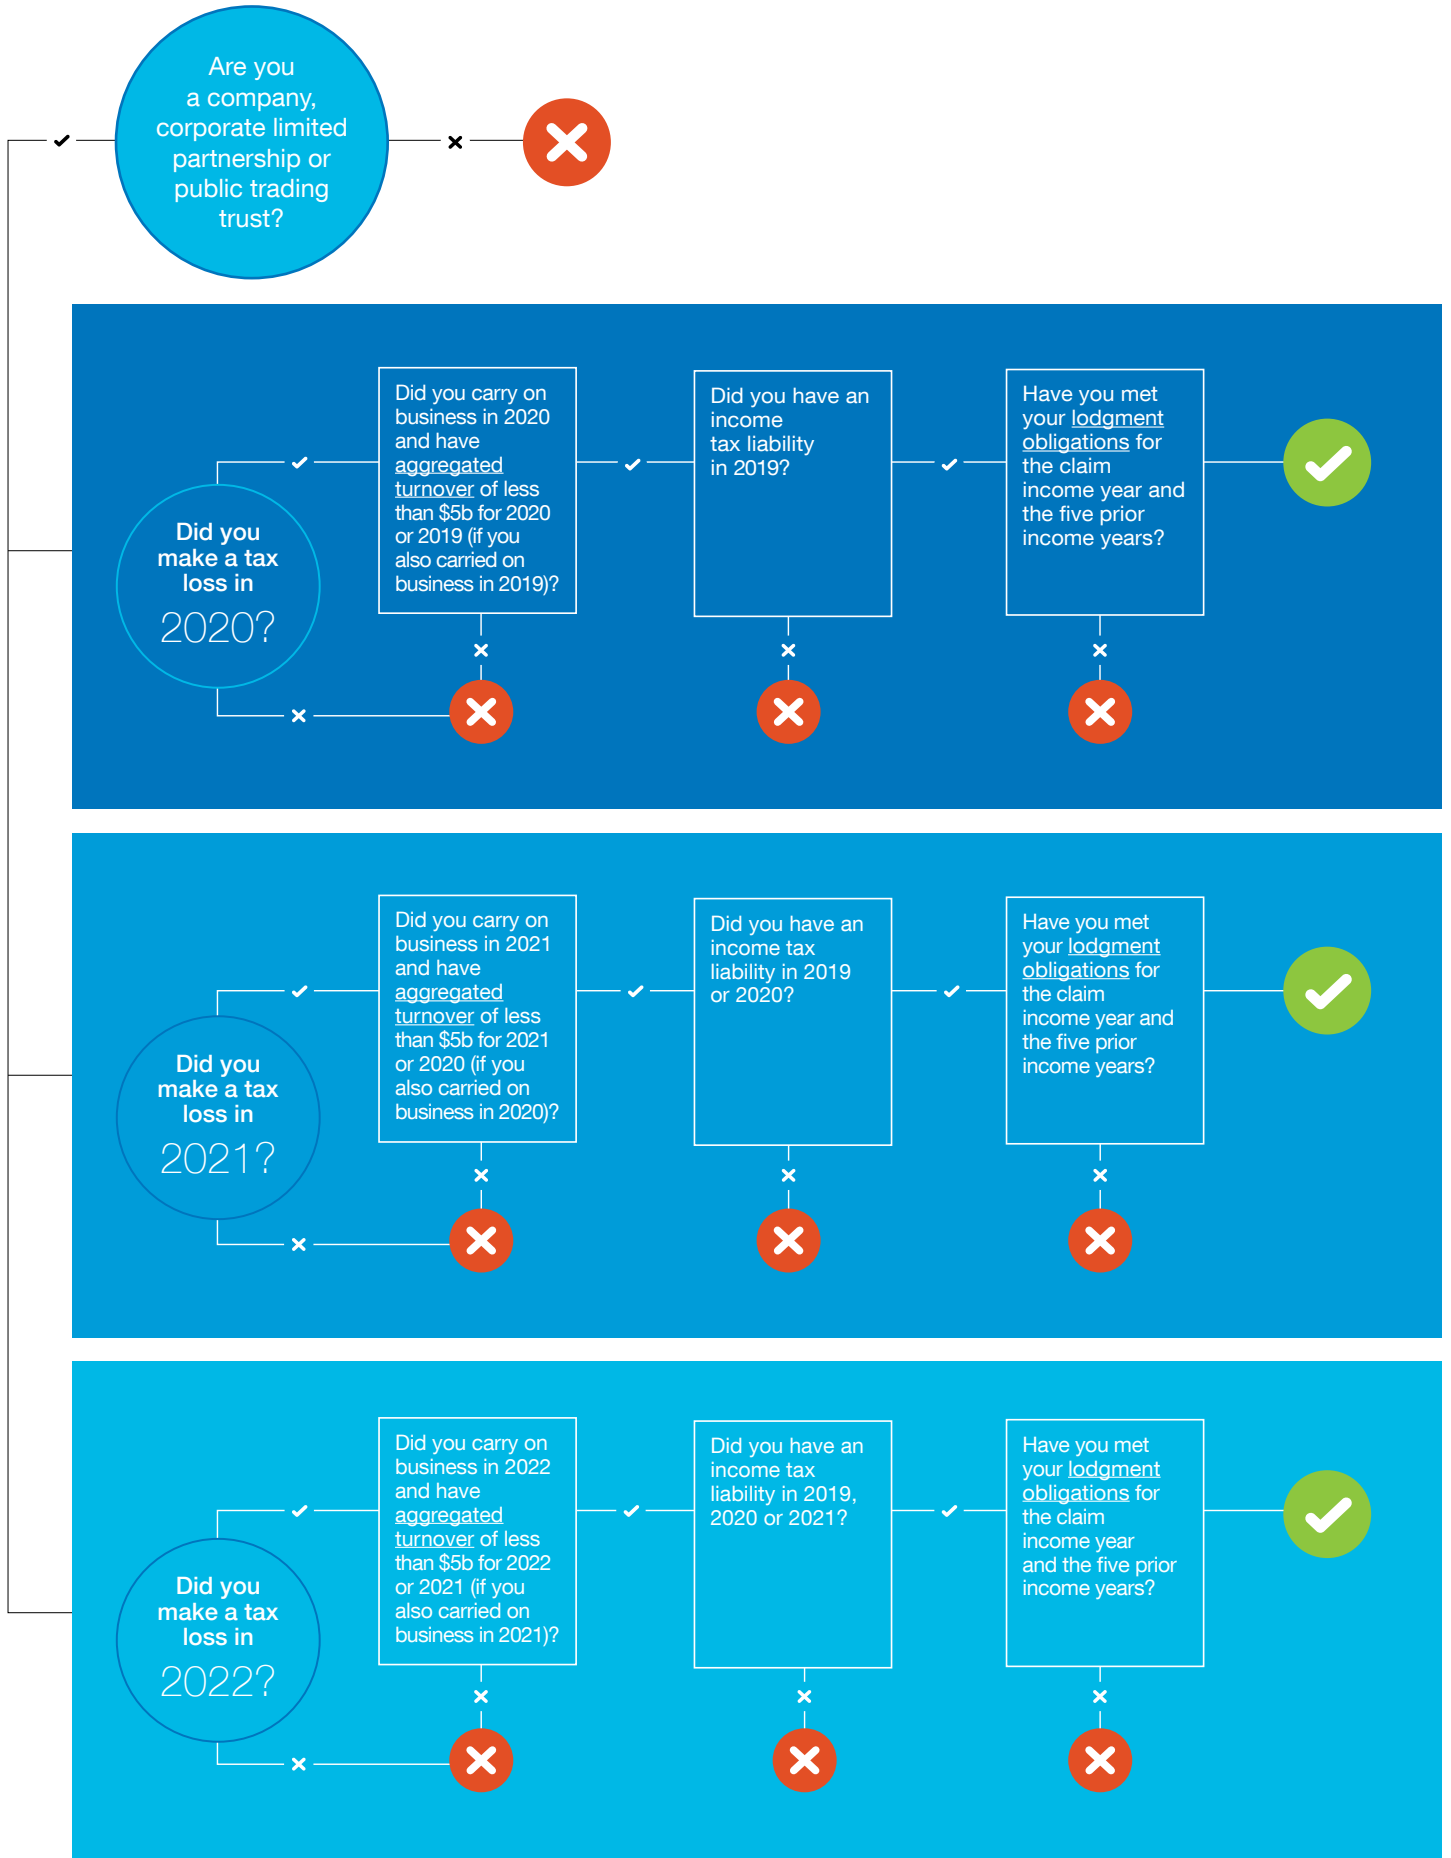 Are you
a company,
corporate limited
partnership or
public trading
trust?
Did you
make a tax
loss in
2020?
Did you carry on
business in 2020
and have
aggregated
turnover of less
than $5b for 2020
or 2019 (if you
also carried on
business in 2019)?
Did you have an
income
tax liability
in 2019?
Have you met
your lodgment
obligations for
the claim
income year and
the five prior
income years?
Did you
make a tax
loss in
2021?
Did you carry on
business in 2021
and have
aggregated
turnover of less
than $5b for 2021
or 2020 (if you
also carried on
business in 2020)?
Did you have an
income tax
liability in 2019
or 2020?
Have you met
your lodgment
obligations for
the claim
income year and
the five prior
income years?
Did you
make a tax
loss in
2022?
Did you carry on
business in 2022
and have
aggregated
turnover of less
than $5b for 2022
or 2021 (if you
also carried on
business in 2021)?
Did you have an
income tax
liability in 2019,
2020 or 2021?
Have you met
your lodgment
obligations for
the claim
income year
and the five prior
income years?